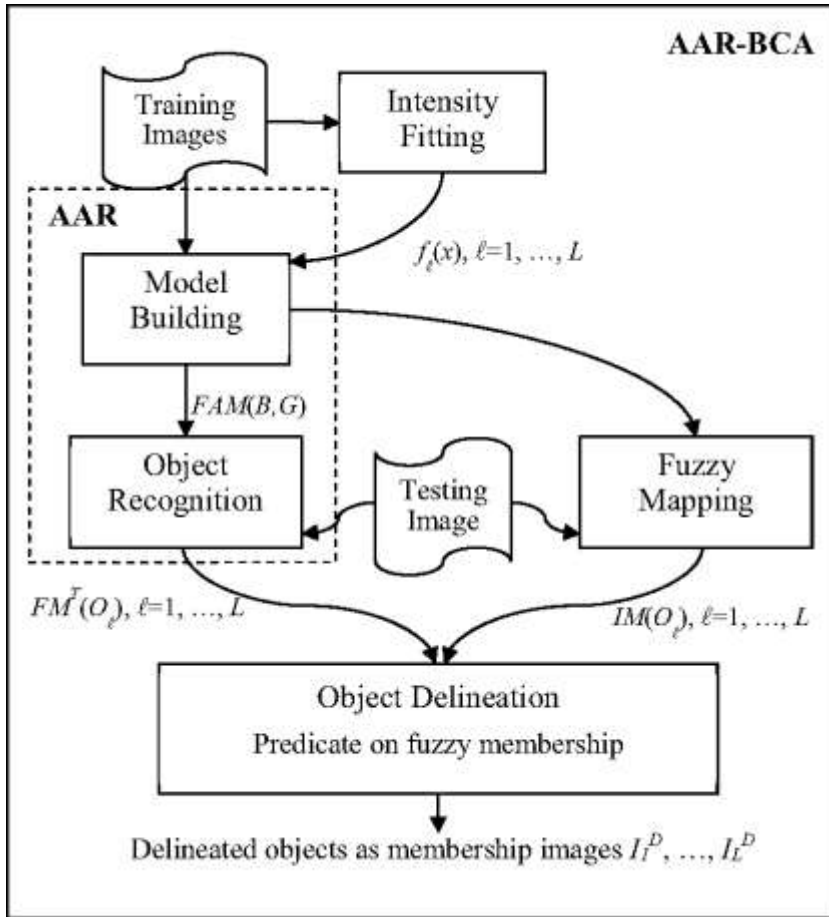 AAR-BCA
Training
Images
Intensity
Fitting
AAR
f_ℓ(x), ℓ=1, …, L
Model
Building
FAM(B,G)
Object
Recognition
Testing
Image
Fuzzy
Mapping
FM^T(O_ℓ), ℓ=1, …, L
IM(O_ℓ), ℓ=1, …, L
Object Delineation
Predicate on fuzzy membership
Delineated objects as membership images I_1^D, …, I_L^D